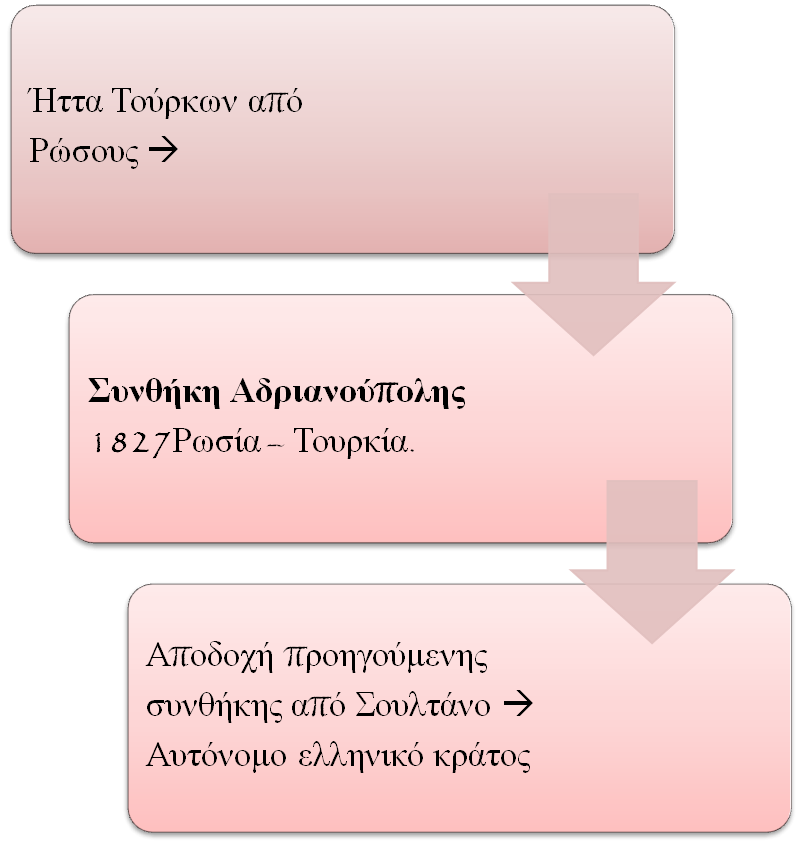 Ήττα Τούρκων από
Ρώσους →
Συνθήκη Αδριανούπολης
1827Ρωσία – Τουρκία.
Αποδοχή προηγούμενης
συνθήκης από Σουλτάνο →
Αυτόνομο ελληνικό κράτος